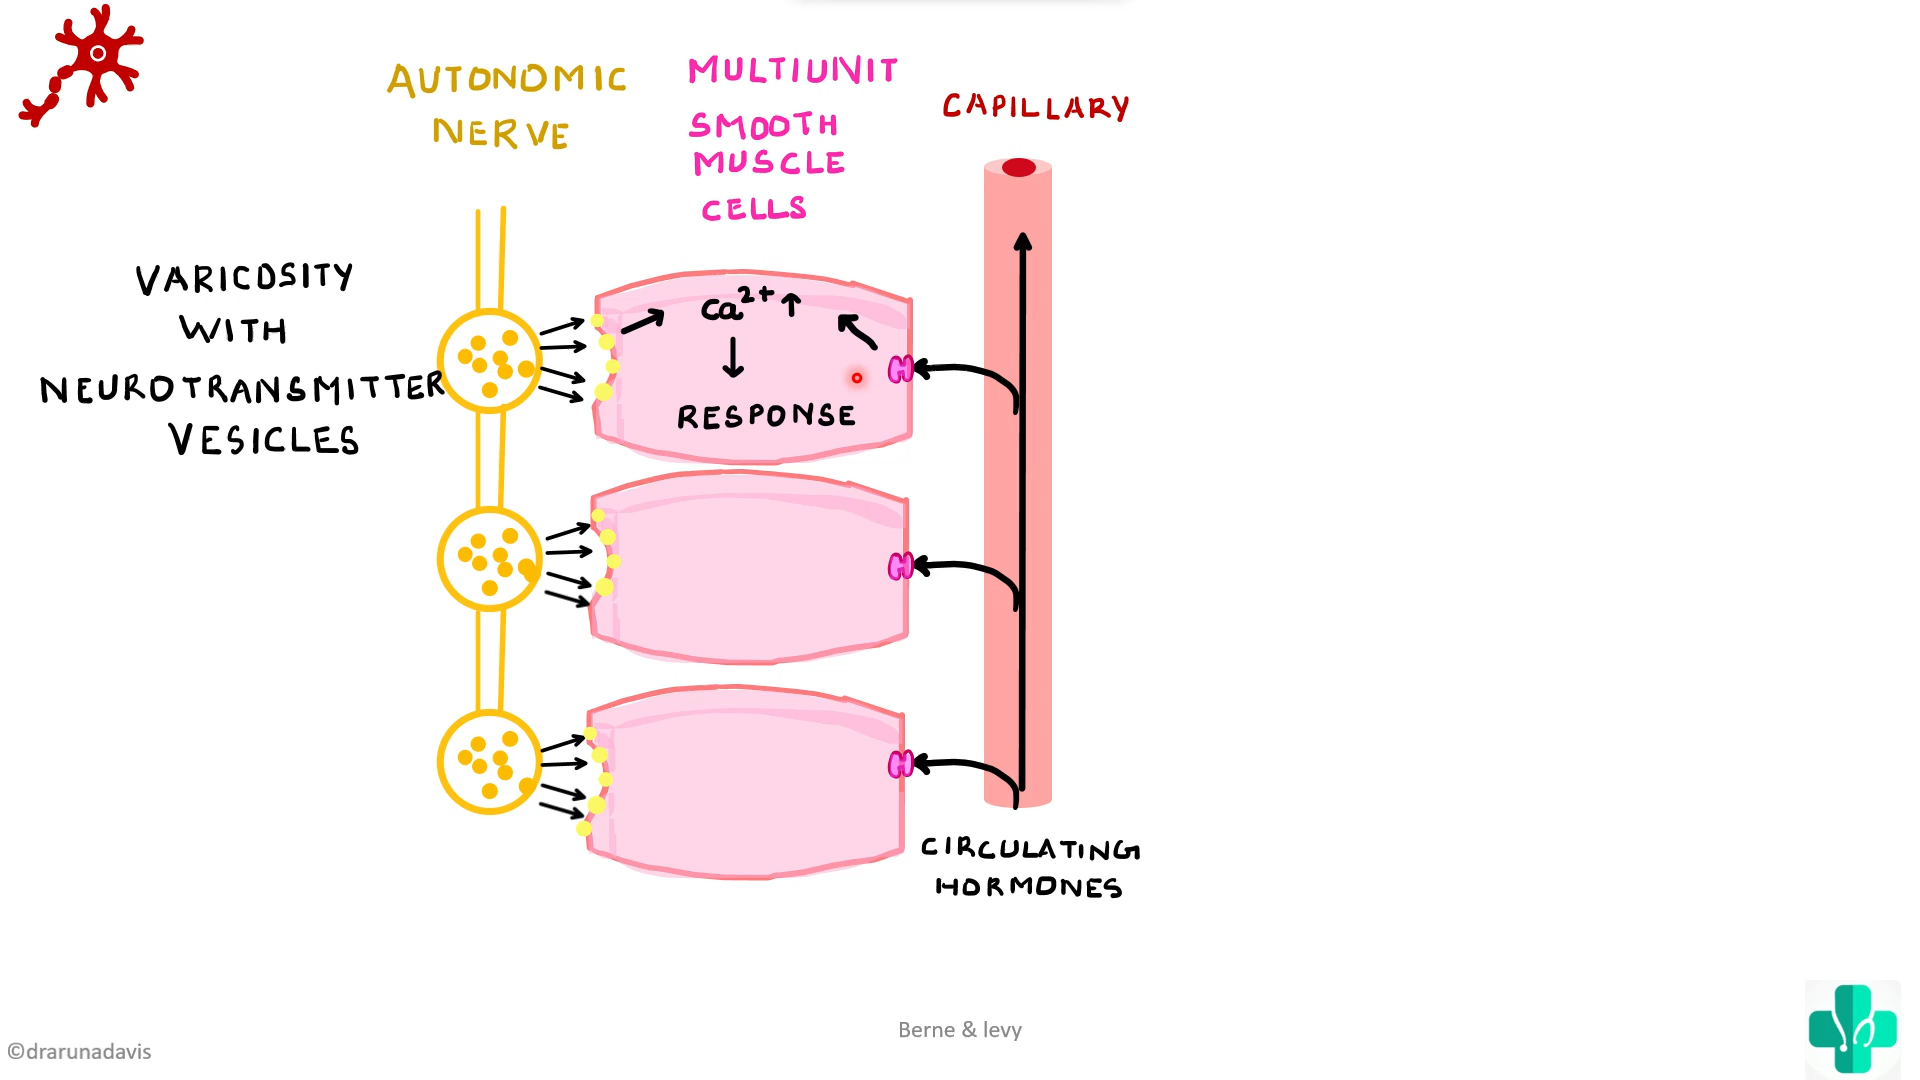 AUTONOMIC
NERVE
MULTIUNIT
SMOOTH
MUSCLE
CELLS
CAPILLARY
VARICOSITY
WITH
NEUROTRANSMITTER
VESICLES
Ca²⁺↑
RESPONSE
CIRCULATING
HORMONES
Berne & levy
©drarunadavis